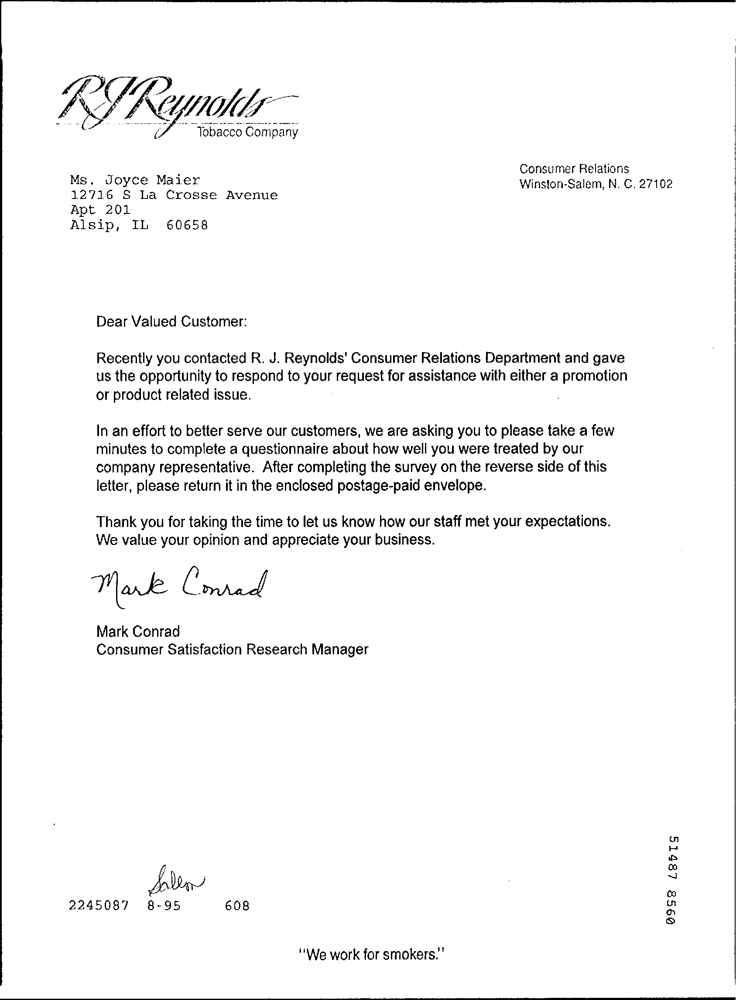 RJReynolds
Tobacco Company
Consumer Relations
Winston-Salem, N. C. 27102
Ms. Joyce Maier
12716 S La Crosse Avenue
Apt 201
Alsip, IL 60658
Dear Valued Customer:
Recently you contacted R. J. Reynolds' Consumer Relations Department and gave
us the opportunity to respond to your request for assistance with either a promotion
or product related issue.
In an effort to better serve our customers, we are asking you to please take a few
minutes to complete a questionnaire about how well you were treated by our
company representative. After completing the survey on the reverse side of this
letter, please return it in the enclosed postage-paid envelope.
Thank you for taking the time to let us know how our staff met your expectations.
We value your opinion and appreciate your business.
Mark Conrad
Mark Conrad
Consumer Satisfaction Research Manager
Salem
2245087 8-95 608
51487 8560
"We work for smokers."